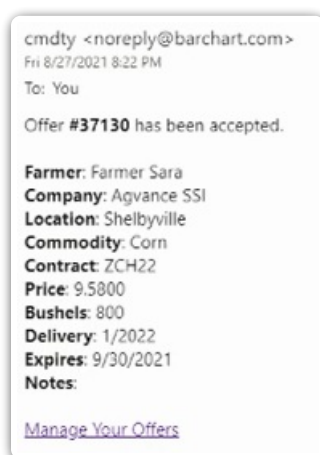 cmdty <noreply@barchart.com>
Fri 8/27/2021 8:22 PM
To: You
Offer #37130 has been accepted.
Farmer: Farmer Sara
Company: Agvance SSI
Location: Shelbyville
Commodity: Corn
Contract: ZCH22
Price: 9.5800
Bushels: 800
Delivery: 1/2022
Expires: 9/30/2021
Notes:
Manage Your Offers